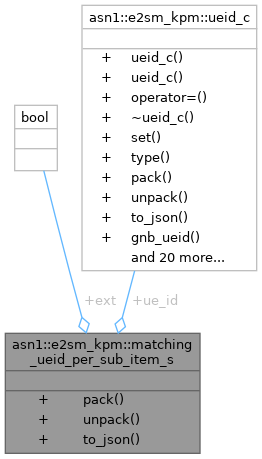 asn1::e2sm_kpm::ueid_c
+ ueid_c()
+ ueid_c()
+ operator=()
+ ~ueid_c()
+ set()
+ type()
+ pack()
+ unpack()
+ to_json()
+ gnb_ueid()
and 20 more...
bool
+ext
+ue_id
asn1::e2sm_kpm::matching
_ueid_per_sub_item_s
+ pack()
+ unpack()
+ to_json()